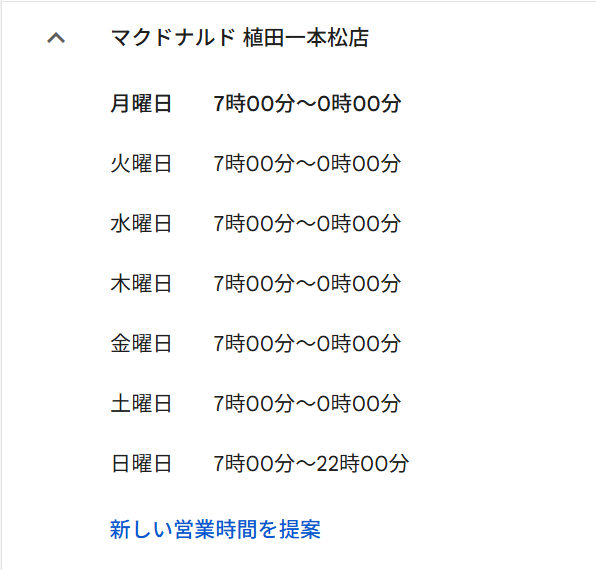 マクドナルド 植田一本松店
月曜日 7時00分～0時00分
火曜日 7時00分～0時00分
水曜日 7時00分～0時00分
木曜日 7時00分～0時00分
金曜日 7時00分～0時00分
土曜日 7時00分～0時00分
日曜日 7時00分～22時00分
新しい営業時間を提案